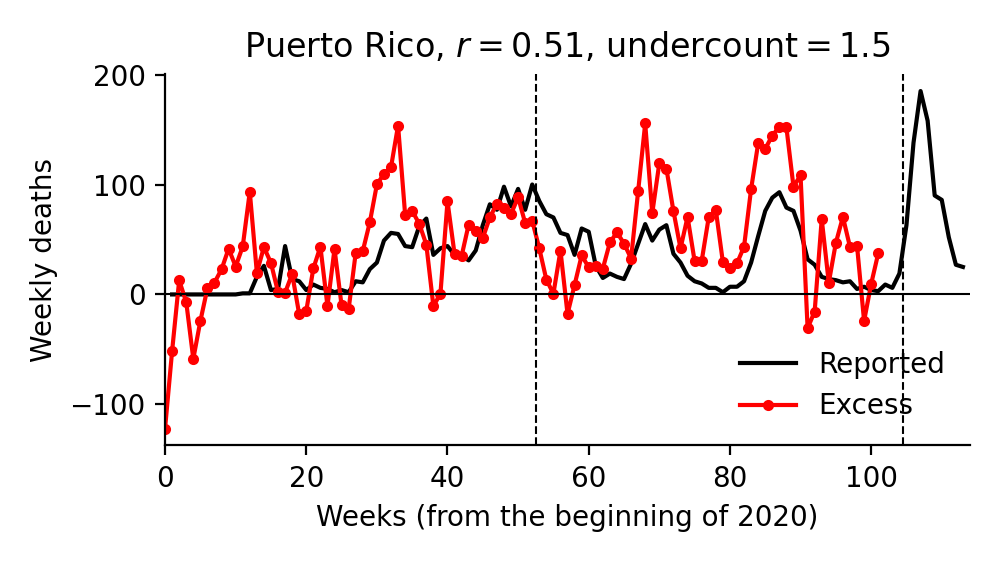 Puerto Rico, r = 0.51, undercount = 1.5
200
100
0
−100
Weekly deaths
Reported
Excess
0 20 40 60 80 100
Weeks (from the beginning of 2020)